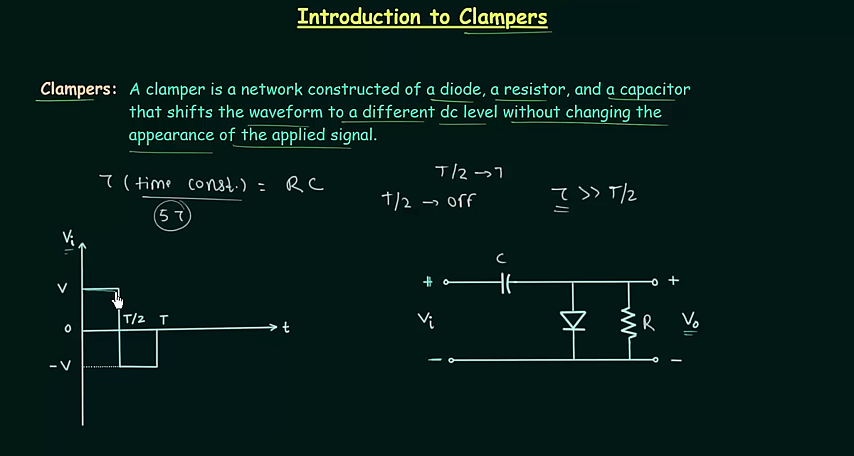 Introduction to Clampers
Clampers: A clamper is a network constructed of a diode, a resistor, and a capacitor
that shifts the waveform to a different dc level without changing the
appearance of the applied signal.
T/2 →τ
τ (time const.) = RC
T/2 → off
τ >> T/2
5τ
Vi
V
0
T/2 T
t
-V
C
+ +
Vi
R
Vo
- -